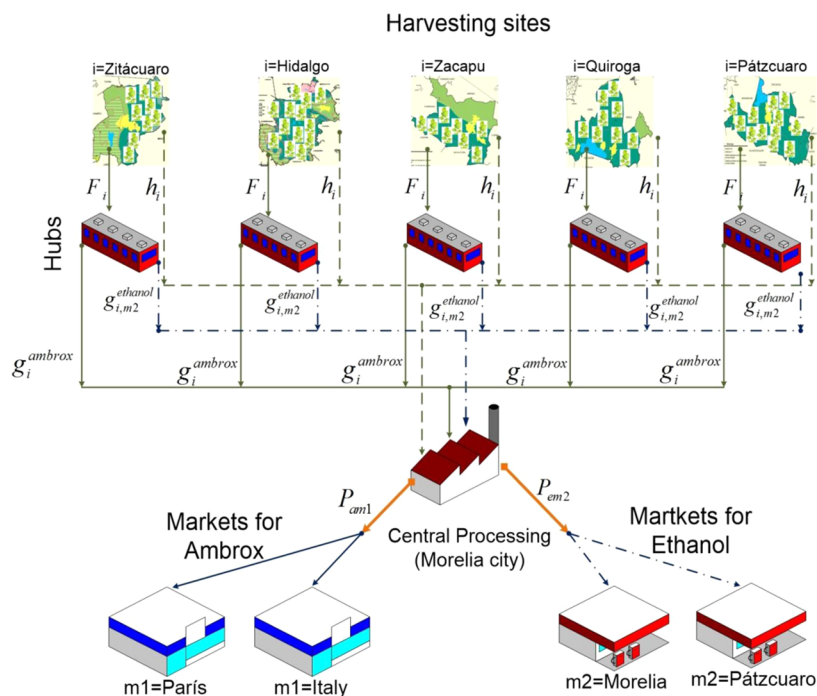 Harvesting sites
i=Zitácuaro
i=Hidalgo
i=Zacapu
i=Quiroga
i=Pátzcuaro
F_i
h_i
F_i
h_i
F_i
h_i
F_i
h_i
F_i
h_i
Hubs
g_{i,m2}^{ethanol}
g_{i,m2}^{ethanol}
g_{i,m2}^{ethanol}
g_{i,m2}^{ethanol}
g_{i,m2}^{ethanol}
g_i^{ambrox}
g_i^{ambrox}
g_i^{ambrox}
g_i^{ambrox}
g_i^{ambrox}
P_{am1}
P_{em2}
Markets for
Ambrox
Central Processing
(Morelia city)
Martkets for
Ethanol
m1=París
m1=Italy
m2=Morelia
m2=Pátzcuaro